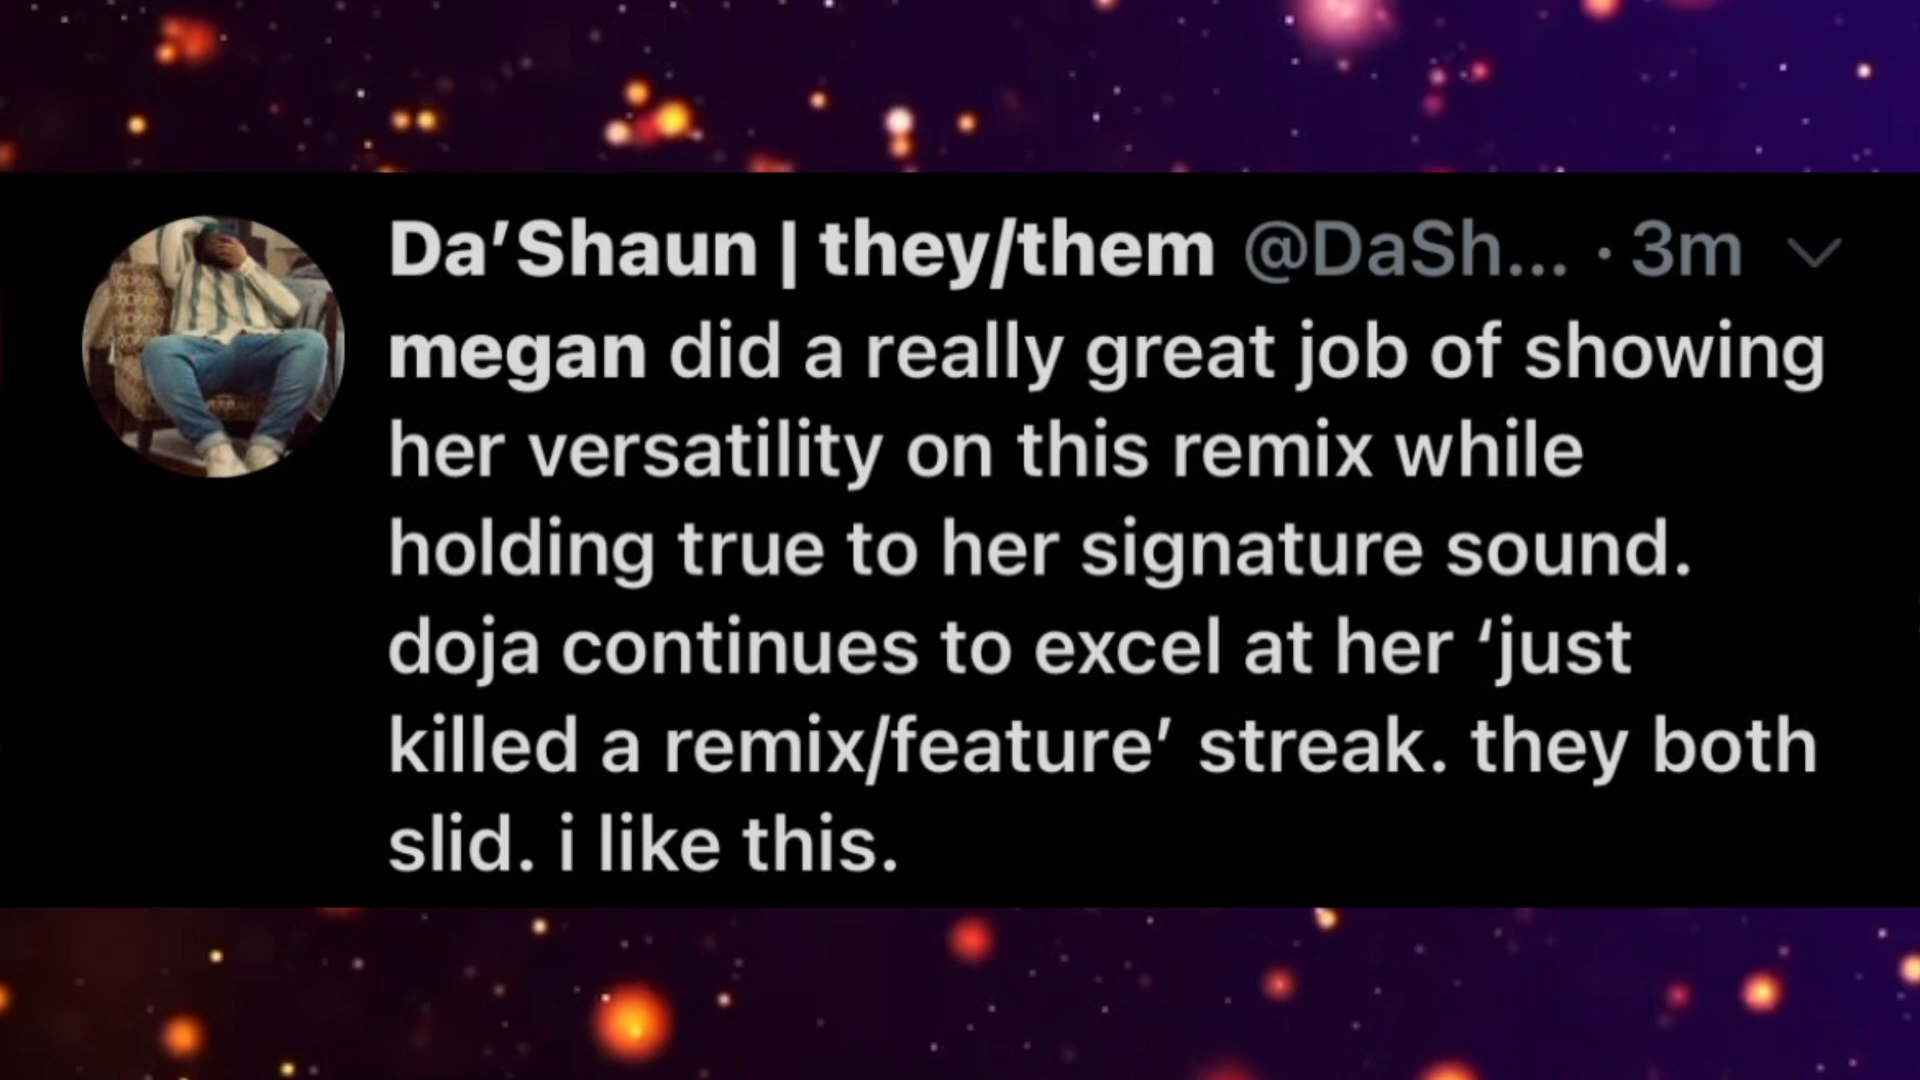 Da’Shaun | they/them @DaSh... · 3m
megan did a really great job of showing
her versatility on this remix while
holding true to her signature sound.
doja continues to excel at her ‘just
killed a remix/feature’ streak. they both
slid. i like this.